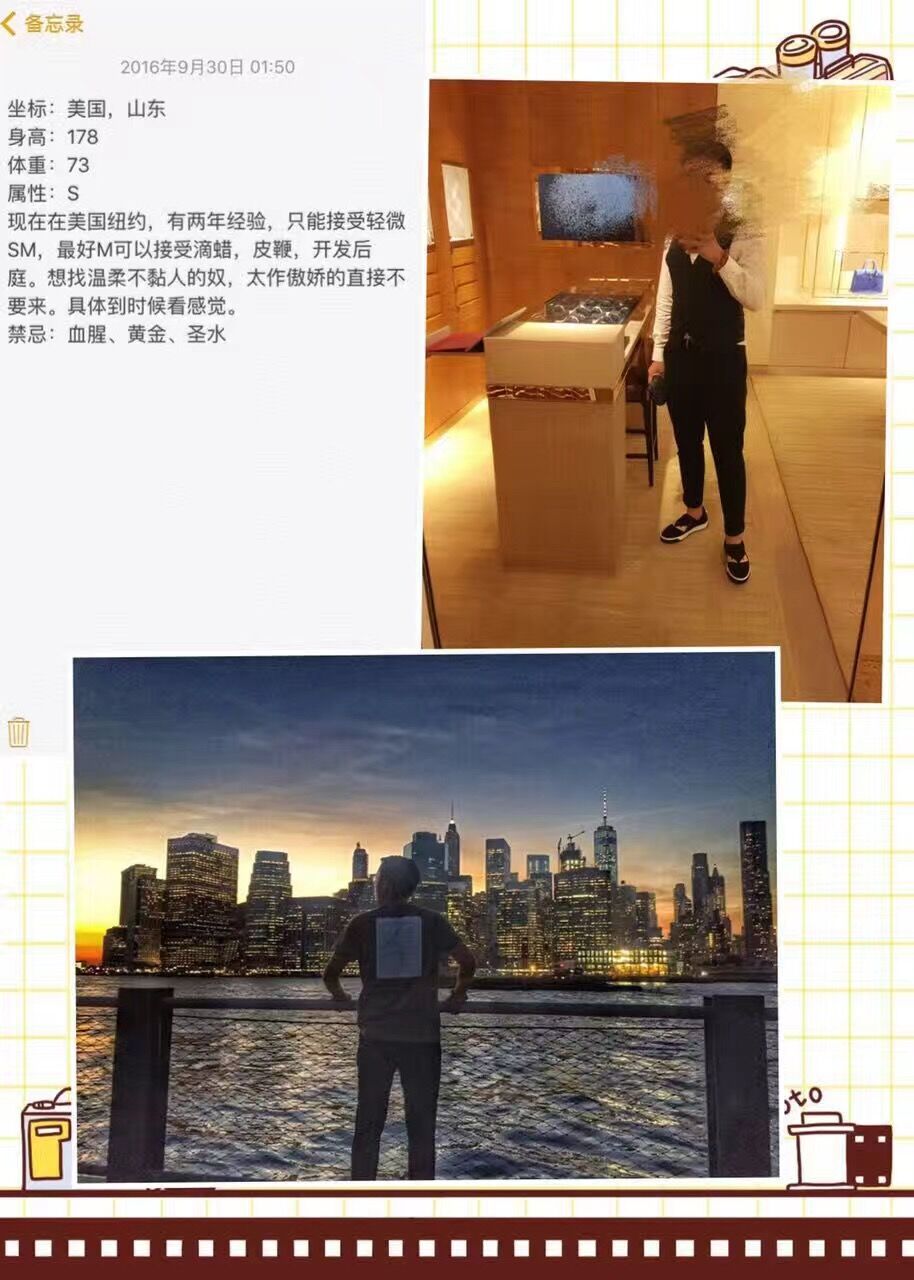 备忘录
2016年9月30日 01:50
坐标：美国，山东
身高：178
体重：73
属性：S
现在在美国纽约，有两年经验，只能接受轻微
SM，最好M可以接受滴蜡，皮鞭，开发后
庭。想找温柔不黏人的奴，太作傲娇的直接不
要来。具体到时候看感觉。
禁忌：血腥、黄金、圣水